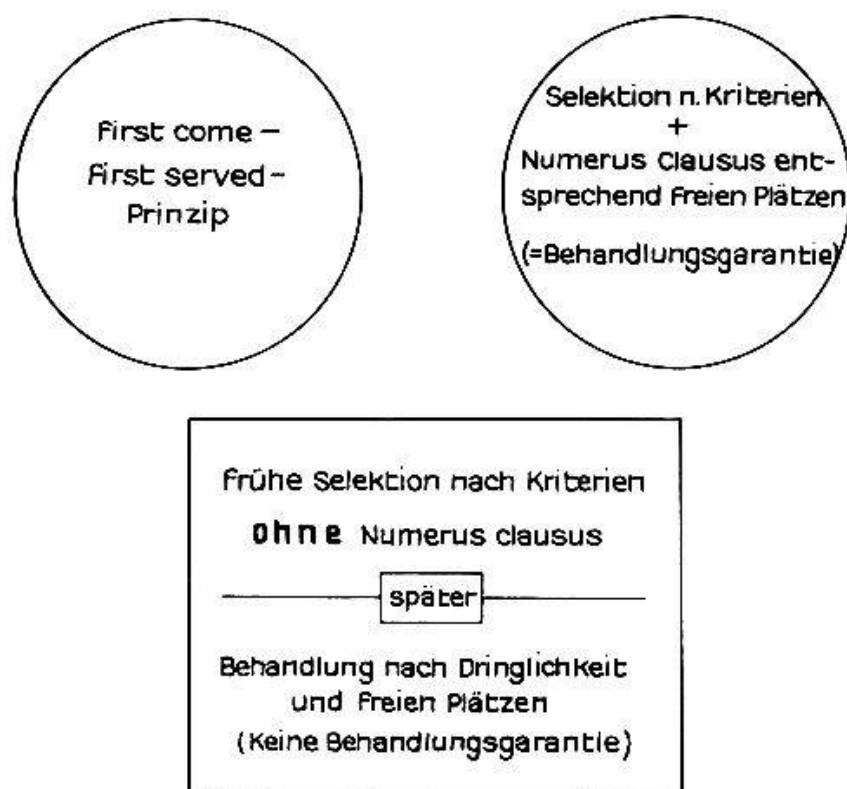 first come –
first served –
Prinzip
Selektion n. Kriterien
+
Numerus Clausus ent-
sprechend freien Plätzen
(=Behandlungsgarantie)
frühe Selektion nach Kriterien
ohne Numerus clausus
später
Behandlung nach Dringlichkeit
und freien Plätzen
(Keine Behandlungsgarantie)